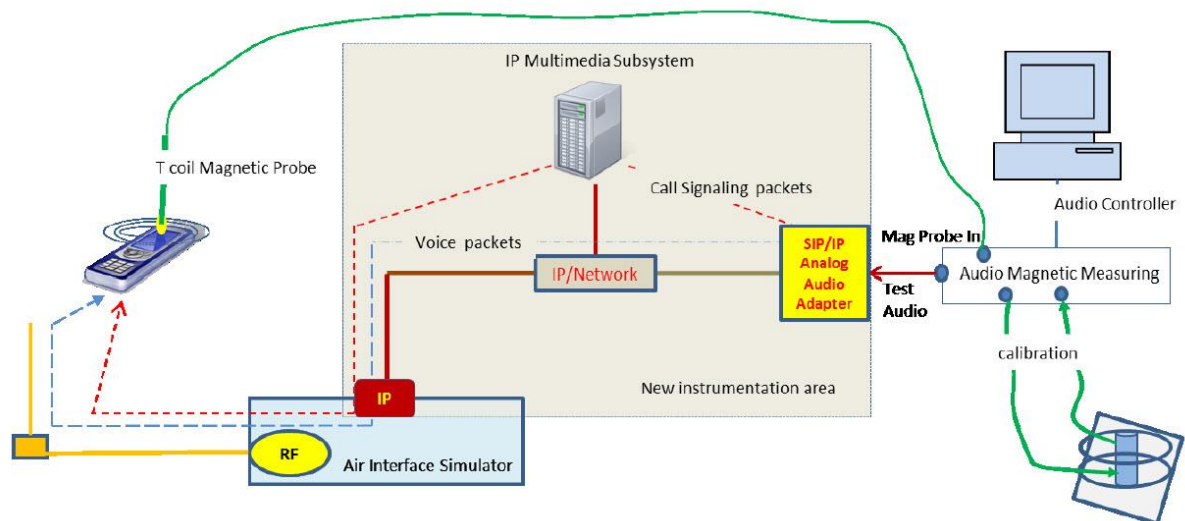 IP Multimedia Subsystem
T coil Magnetic Probe
Call Signaling packets
Audio Controller
Voice packets
SIP/IP
Analog
Audio
Adapter
Mag Probe In
IP/Network
Audio Magnetic Measuring
Test
Audio
calibration
New instrumentation area
IP
RF
Air Interface Simulator